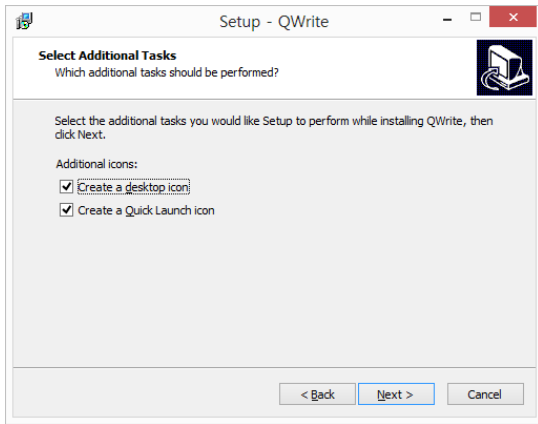 Setup - QWrite
Select Additional Tasks
Which additional tasks should be performed?
Select the additional tasks you would like Setup to perform while installing QWrite, then
click Next.
Additional icons:
Create a desktop icon
Create a Quick Launch icon
< Back
Next >
Cancel